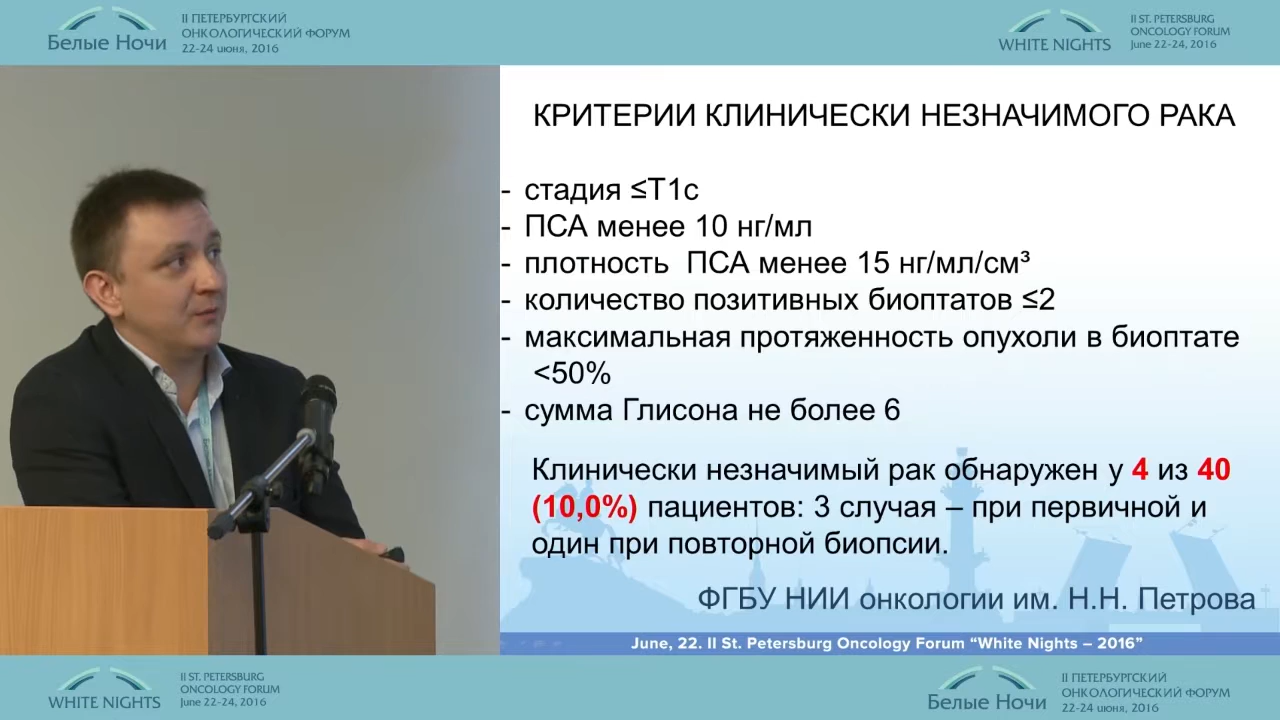 Белые Ночи
II ПЕТЕРБУРГСКИЙ
ОНКОЛОГИЧЕСКИЙ ФОРУМ
22-24 июня, 2016
WHITE NIGHTS
II ST. PETERSBURG
ONCOLOGY FORUM
June 22-24, 2016
КРИТЕРИИ КЛИНИЧЕСКИ НЕЗНАЧИМОГО РАКА
- стадия ≤T1c
- ПСА менее 10 нг/мл
- плотность ПСА менее 15 нг/мл/см³
- количество позитивных биоптатов ≤2
- максимальная протяженность опухоли в биоптате
<50%
- сумма Глисона не более 6
Клинически незначимый рак обнаружен у 4 из 40
(10,0%) пациентов: 3 случая – при первичной и
один при повторной биопсии.
ФГБУ НИИ онкологии им. Н.Н. Петрова
June, 22. II St. Petersburg Oncology Forum “White Nights – 2016”
WHITE NIGHTS
II ST. PETERSBURG
ONCOLOGY FORUM
June 22-24, 2016
Белые Ночи
II ПЕТЕРБУРГСКИЙ
ОНКОЛОГИЧЕСКИЙ ФОРУМ
22-24 июня, 2016